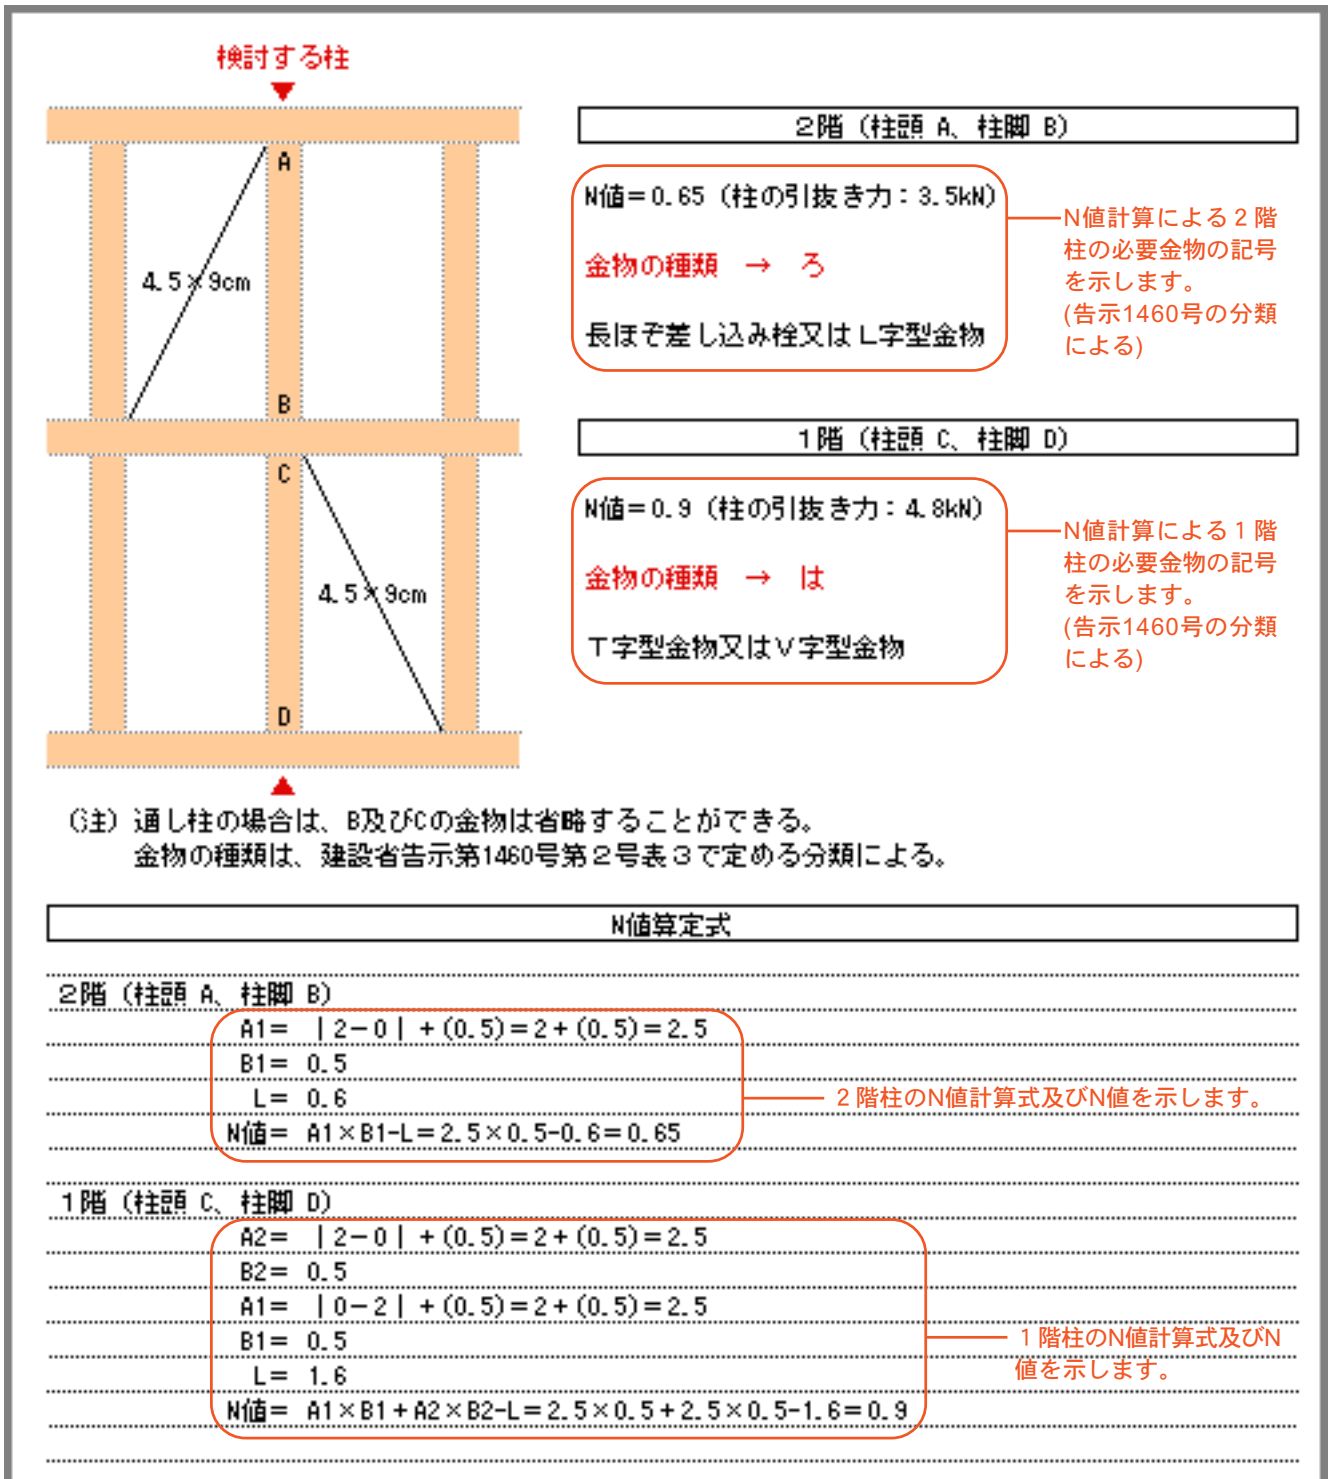 検討する柱
A
4.5×9cm
B
C
4.5×9cm
D
2階（柱頭 A、柱脚 B）
N値＝0.65（柱の引抜き力：3.5kN）
金物の種類 → ろ
長ほぞ差し込み栓又はL字型金物
N値計算による２階
柱の必要金物の記号
を示します。
(告示1460号の分類
による)
1階（柱頭 C、柱脚 D）
N値＝0.9（柱の引抜き力：4.8kN）
金物の種類 → は
T字型金物又はV字型金物
N値計算による１階
柱の必要金物の記号
を示します。
(告示1460号の分類
による)
（注）通し柱の場合は、B及びCの金物は省略することができる。
金物の種類は、建設省告示第1460号第２号表３で定める分類による。
N値算定式
2階（柱頭 A、柱脚 B）
A1＝ ｜2－0｜＋(0.5)＝2＋(0.5)＝2.5
B1＝ 0.5
L＝ 0.6
N値＝ A1×B1-L＝2.5×0.5-0.6＝0.65
２階柱のN値計算式及びN値を示します。
1階（柱頭 C、柱脚 D）
A2＝ ｜2－0｜＋(0.5)＝2＋(0.5)＝2.5
B2＝ 0.5
A1＝ ｜0－2｜＋(0.5)＝2＋(0.5)＝2.5
B1＝ 0.5
L＝ 1.6
N値＝ A1×B1＋A2×B2-L＝2.5×0.5＋2.5×0.5-1.6＝0.9
１階柱のN値計算式及びN
値を示します。